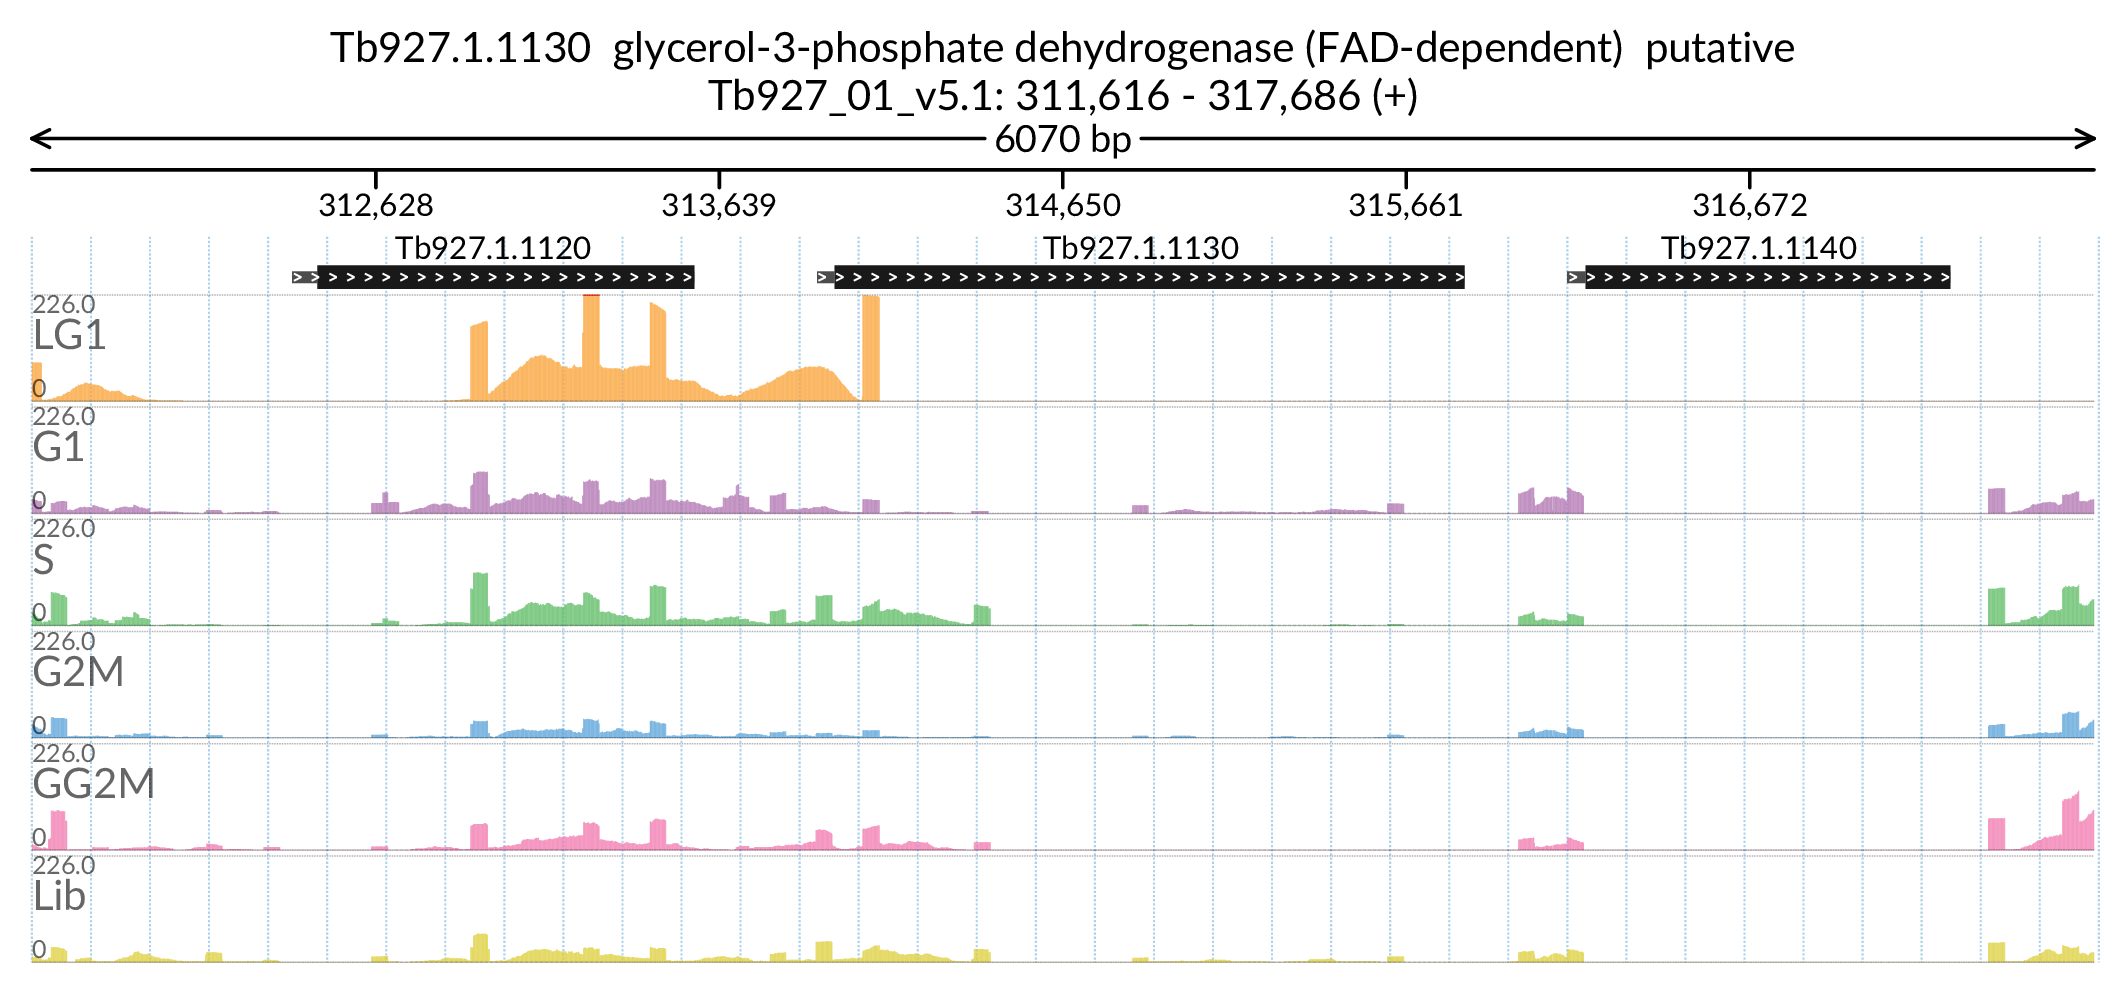 Tb927.1.1130  glycerol-3-phosphate dehydrogenase (FAD-dependent)  putative
Tb927_01_v5.1: 311,616 - 317,686 (+)
6070 bp
312,628 313,639 314,650 315,661 316,672
Tb927.1.1120 Tb927.1.1130 Tb927.1.1140
226.0
LG1
0
226.0
G1
0
226.0
S
0
226.0
G2M
0
226.0
GG2M
0
226.0
Lib
0